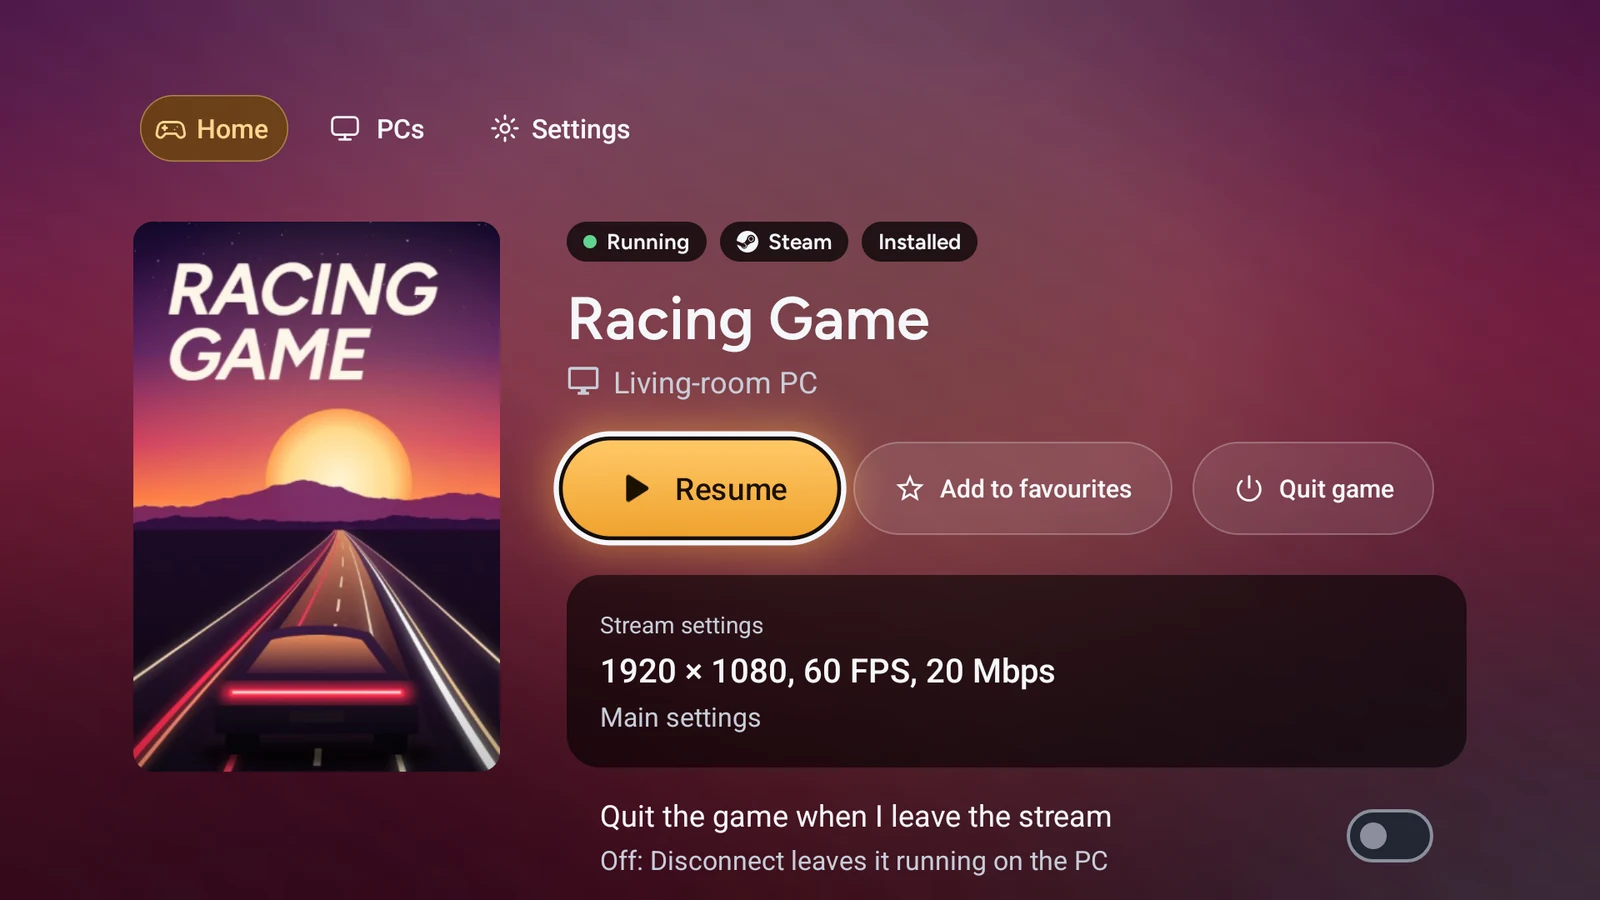 Home
PCs
Settings
RACING
GAME
Running
Steam
Installed
Racing Game
Living-room PC
Resume
Add to favourites
Quit game
Stream settings
1920 × 1080, 60 FPS, 20 Mbps
Main settings
Quit the game when I leave the stream
Off: Disconnect leaves it running on the PC